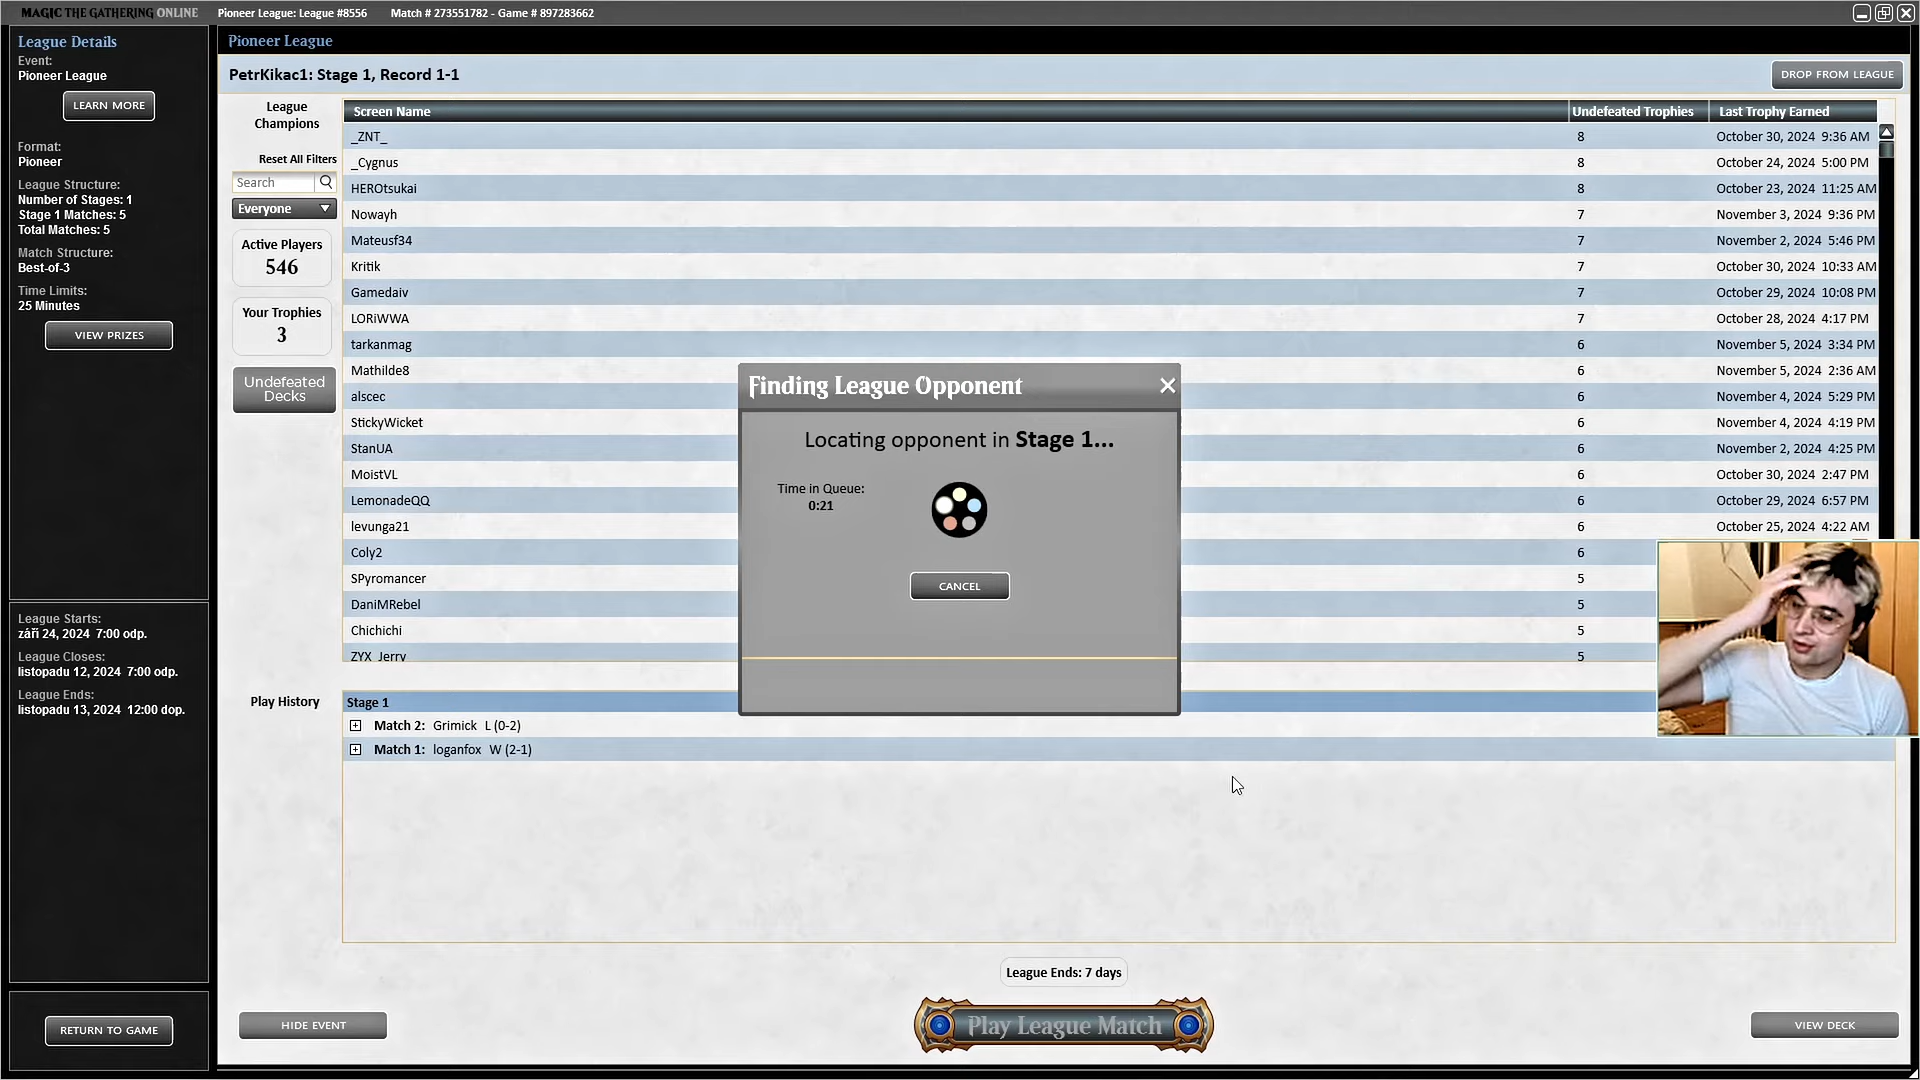 MAGIC THE GATHERING ONLINE Pioneer League: League #8556 Match # 273551782 - Game # 897283662
League Details
Event:
Pioneer League
LEARN MORE
Format:
Pioneer
League Structure:
Number of Stages: 1
Stage 1 Matches: 5
Total Matches: 5
Match Structure:
Best-of-3
Time Limits:
25 Minutes
VIEW PRIZES
League Starts:
září 24, 2024 7:00 odp.
League Closes:
listopadu 12, 2024 7:00 odp.
League Ends:
listopadu 13, 2024 12:00 dop.
RETURN TO GAME
Pioneer League
PetrKikac1: Stage 1, Record 1-1
DROP FROM LEAGUE
League
Champions
Reset All Filters
Search
Everyone
Active Players
546
Your Trophies
3
Undefeated
Decks
Screen Name Undefeated Trophies Last Trophy Earned
_ZNT_ 8 October 30, 2024 9:36 AM
_Cygnus 8 October 24, 2024 5:00 PM
HEROtsukai 8 October 23, 2024 11:25 AM
Nowayh 7 November 3, 2024 9:36 PM
Mateusf34 7 November 2, 2024 5:46 PM
Kritik 7 October 30, 2024 10:33 AM
Gamedaiv 7 October 29, 2024 10:08 PM
LORiWWA 7 October 28, 2024 4:17 PM
tarkanmag 6 November 5, 2024 3:34 PM
Mathilde8 6 November 5, 2024 2:36 AM
alscec 6 November 4, 2024 5:29 PM
StickyWicket 6 November 4, 2024 4:19 PM
StanUA 6 November 2, 2024 4:25 PM
MoistVL 6 October 30, 2024 2:47 PM
LemonadeQQ 6 October 29, 2024 6:57 PM
levunga21 6 October 25, 2024 4:22 AM
Coly2 6
SPyromancer 5
DaniMRebel 5
Chichichi 5
ZYX_Jerry 5
Finding League Opponent
Locating opponent in Stage 1...
Time in Queue:
0:21
CANCEL
Play History
Stage 1
Match 2: Grimick L (0-2)
Match 1: loganfox W (2-1)
League Ends: 7 days
HIDE EVENT
Play League Match
VIEW DECK